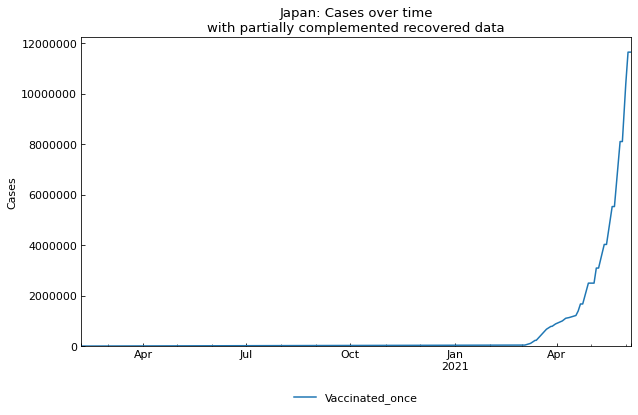 Japan: Cases over time
with partially complemented recovered data
12000000
10000000
8000000
6000000
4000000
2000000
0
Cases
Apr
Jul
Oct
Jan
2021
Apr
Vaccinated_once